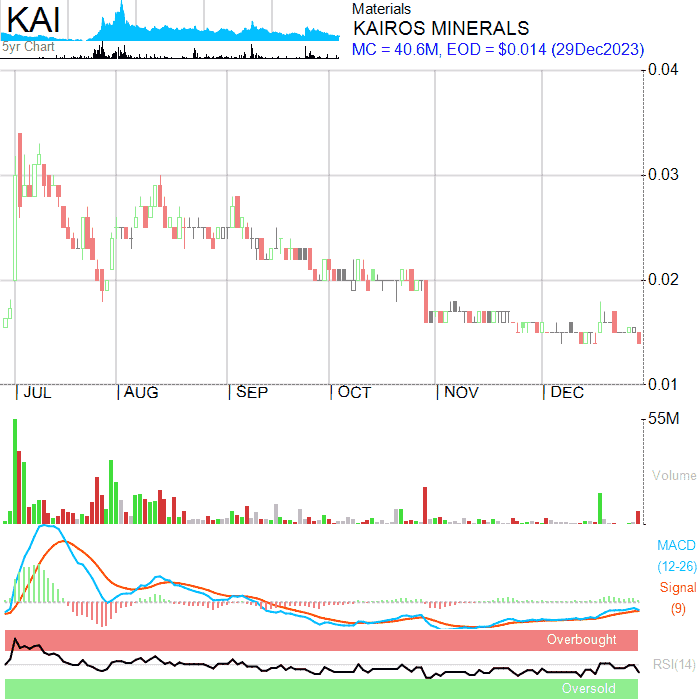 KAI
5yr Chart
Materials
KAIROS MINERALS
MC = 40.6M, EOD = $0.014 (29Dec2023)
0.04
0.03
0.02
0.01
JUL AUG SEP OCT NOV DEC
55M
Volume
MACD
(12-26)
Signal
(9)
Overbought
RSI(14)
Oversold